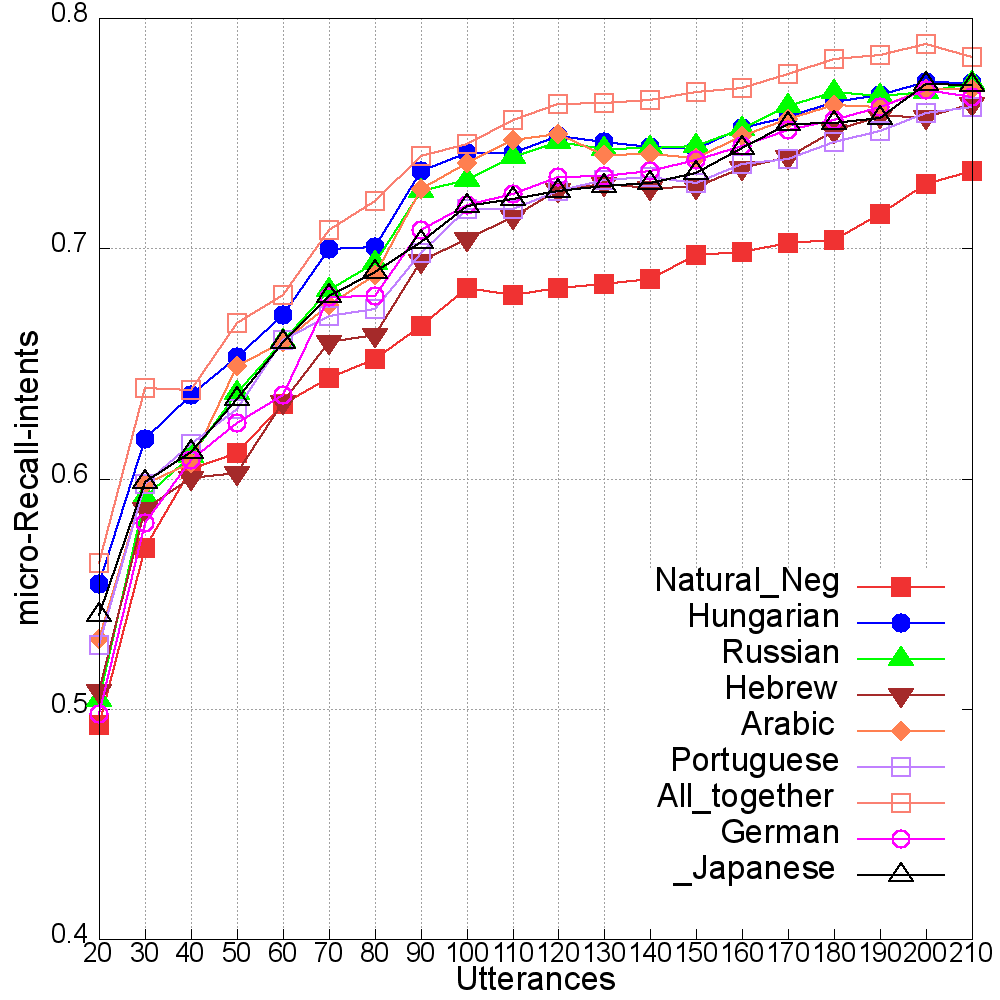 0.8
0.7
0.6
0.5
0.4
micro-Recall-intents
Natural_Neg
Hungarian
Russian
Hebrew
Arabic
Portuguese
All_together
German
_Japanese
20 30 40 50 60 70 80 90 100 110 120 130 140 150 160 170 180 190 200 210
Utterances